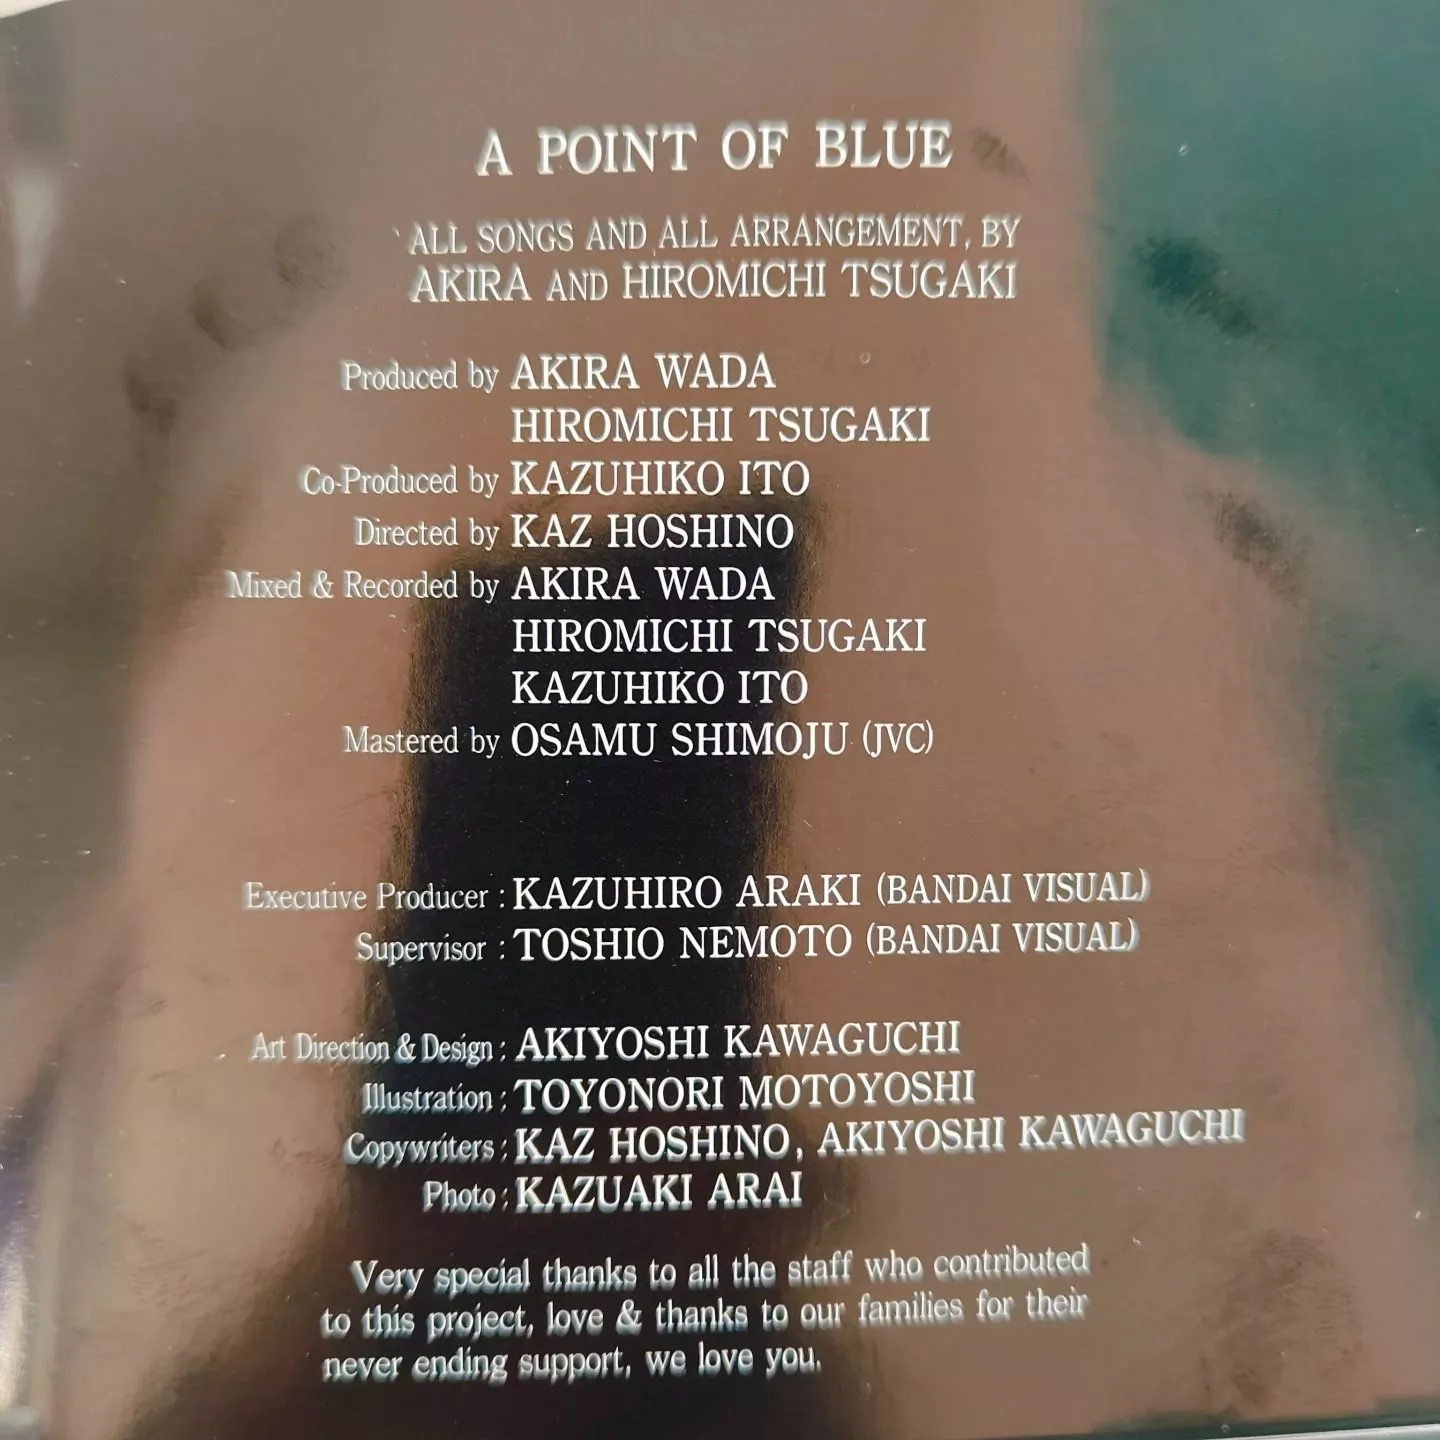 A POINT OF BLUE
ALL SONGS AND ALL ARRANGEMENT, BY
AKIRA AND HIROMICHI TSUGAKI
Produced by AKIRA WADA
HIROMICHI TSUGAKI
Co-Produced by KAZUHIKO ITO
Directed by KAZ HOSHINO
Mixed & Recorded by AKIRA WADA
HIROMICHI TSUGAKI
KAZUHIKO ITO
Mastered by OSAMU SHIMOJU (JVC)
Executive Producer : KAZUHIRO ARAKI (BANDAI VISUAL)
Supervisor : TOSHIO NEMOTO (BANDAI VISUAL)
Art Direction & Design : AKIYOSHI KAWAGUCHI
Illustration : TOYONORI MOTOYOSHI
Copywriters : KAZ HOSHINO, AKIYOSHI KAWAGUCHI
Photo : KAZUAKI ARAI
Very special thanks to all the staff who contributed
to this project, love & thanks to our families for their
never ending support, we love you.